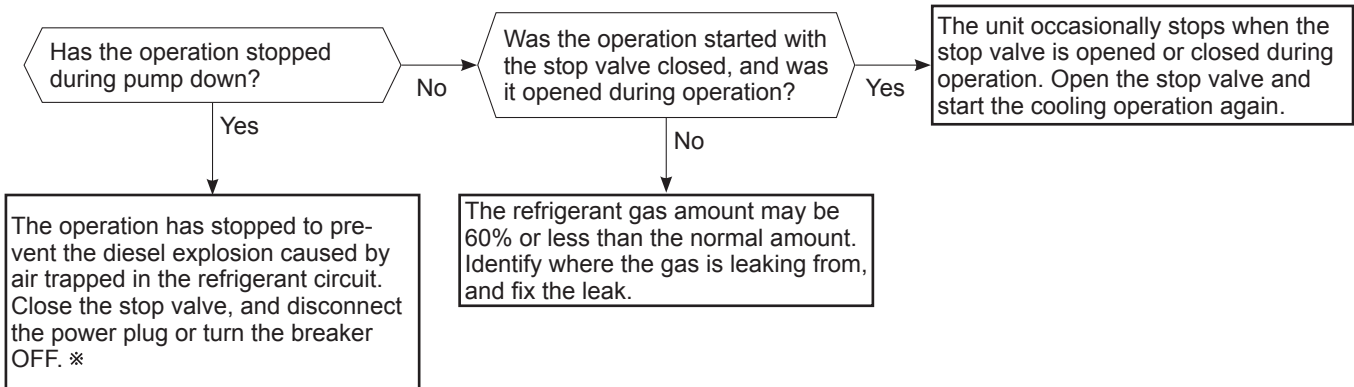 Has the operation stopped
during pump down?
No
Yes
Was the operation started with
the stop valve closed, and was
it opened during operation?
Yes
No
The unit occasionally stops when the
stop valve is opened or closed during
operation. Open the stop valve and
start the cooling operation again.
The operation has stopped to pre-
vent the diesel explosion caused by
air trapped in the refrigerant circuit.
Close the stop valve, and disconnect
the power plug or turn the breaker
OFF. ※
The refrigerant gas amount may be
60% or less than the normal amount.
Identify where the gas is leaking from,
and fix the leak.